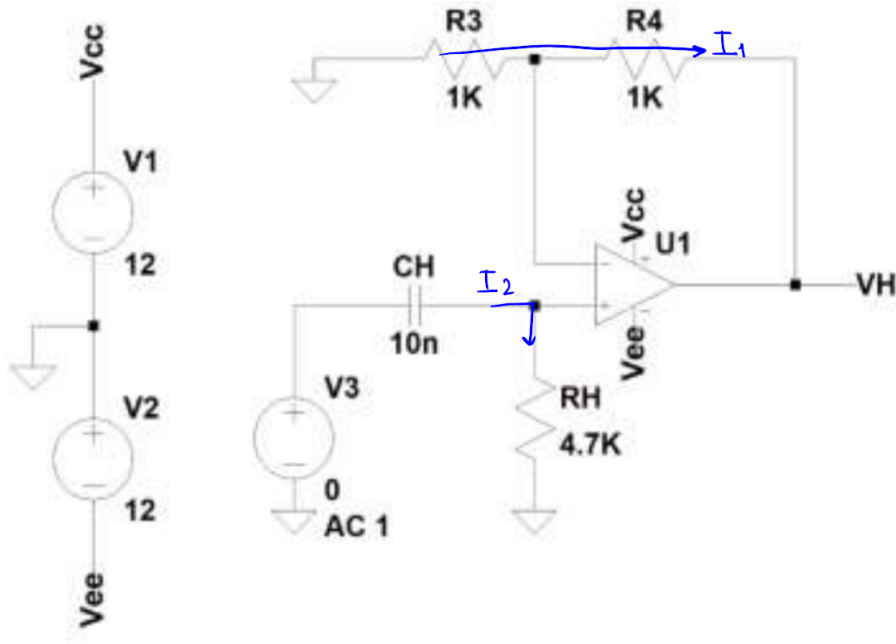 Vcc
V1
12
V2
12
Vee
R3
1K
R4
1K
I₁
Vcc
U1
VH
Vee
CH
10n
I₂
V3
0
AC 1
RH
4.7K